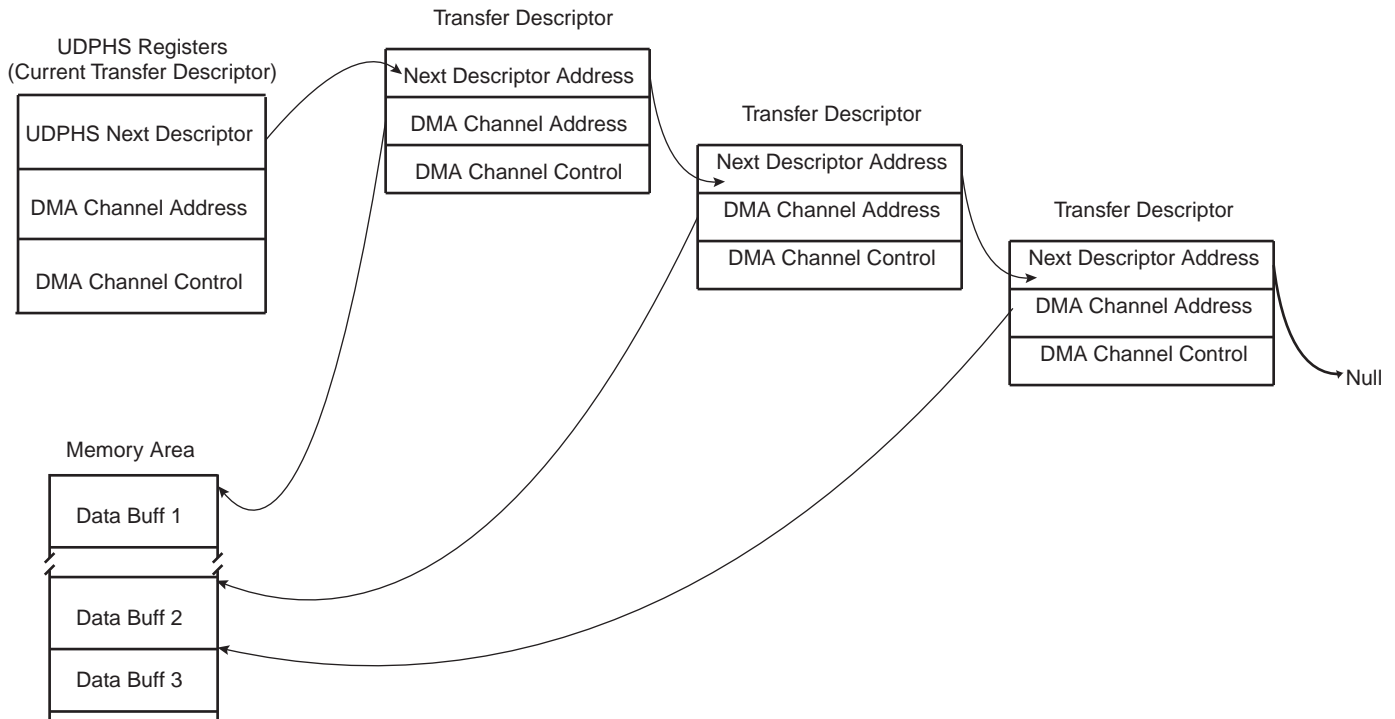 UDPHS Registers
(Current Transfer Descriptor)
UDPHS Next Descriptor
DMA Channel Address
DMA Channel Control
Transfer Descriptor
Next Descriptor Address
DMA Channel Address
DMA Channel Control
Transfer Descriptor
Next Descriptor Address
DMA Channel Address
DMA Channel Control
Transfer Descriptor
Next Descriptor Address
DMA Channel Address
DMA Channel Control
Null
Memory Area
Data Buff 1
Data Buff 2
Data Buff 3